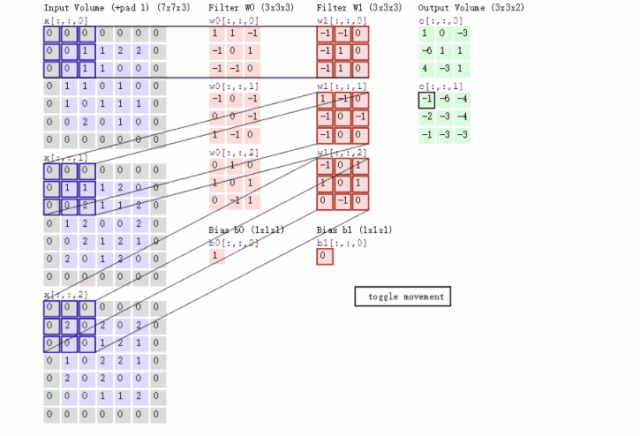 Input Volume (+pad 1) (7x7x3)
x[:,:,0]
0 0 0 0 0 0 0
0 0 1 1 2 2 0
0 0 1 0 0 0 0
0 1 1 0 1 0 0
0 1 0 1 1 1 0
0 0 2 0 1 0 0
0 0 0 0 0 0 0
x[:,:,1]
0 0 0 0 0 0 0
0 1 1 1 2 0 0
0 0 2 1 1 2 0
0 1 2 0 0 2 0
0 0 2 1 2 1 0
0 0 0 0 0 0 0
x[:,:,2]
0 0 0 0 0 0 0
0 2 0 2 0 2 0
0 0 0 1 2 1 0
0 1 0 2 2 1 0
0 2 0 2 0 0 0
0 0 0 1 1 2 0
0 0 0 0 0 0 0
Filter W0 (3x3x3)
w0[:,:,0]
1 1 -1
-1 0 1
-1 -1 0
w0[:,:,1]
-1 0 -1
0 0 -1
1 -1 0
w0[:,:,2]
0 1 0
1 0 1
0 -1 1
Bias b0 (1x1x1)
b0[:,:,0]
1
Filter W1 (3x3x3)
w1[:,:,0]
-1 -1 0
-1 1 0
-1 1 0
w1[:,:,1]
1 -1 0
-1 0 -1
-1 0 0
w1[:,:,2]
-1 0 1
1 0 1
0 -1 0
Bias b1 (1x1x1)
b1[:,:,0]
0
Output Volume (3x3x2)
o[:,:,0]
1 0 -3
-6 1 1
4 -3 1
o[:,:,1]
-1 -6 -4
-2 -3 -4
-1 -3 -3
toggle movement